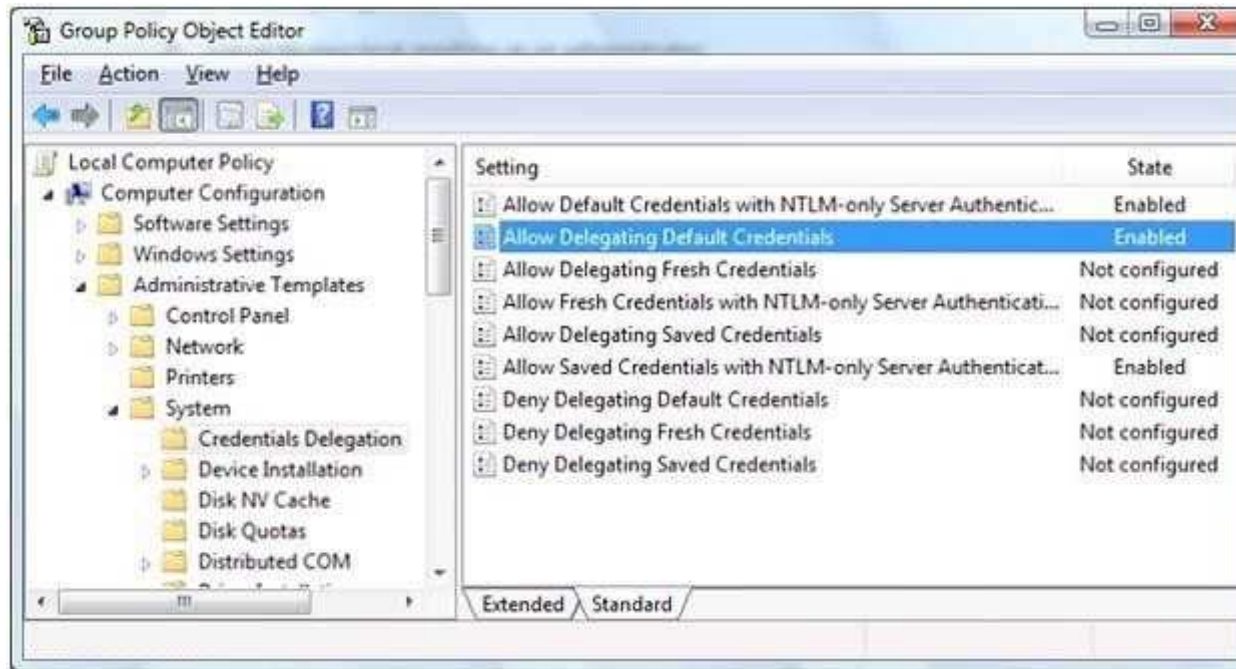 Group Policy Object Editor
File Action View Help
Local Computer Policy
Computer Configuration
Software Settings
Windows Settings
Administrative Templates
Control Panel
Network
Printers
System
Credentials Delegation
Device Installation
Disk NV Cache
Disk Quotas
Distributed COM
Setting State
Allow Default Credentials with NTLM-only Server Authentic... Enabled
Allow Delegating Default Credentials Enabled
Allow Delegating Fresh Credentials Not configured
Allow Fresh Credentials with NTLM-only Server Authenticati... Not configured
Allow Delegating Saved Credentials Not configured
Allow Saved Credentials with NTLM-only Server Authenticat... Enabled
Deny Delegating Default Credentials Not configured
Deny Delegating Fresh Credentials Not configured
Deny Delegating Saved Credentials Not configured
Extended Standard